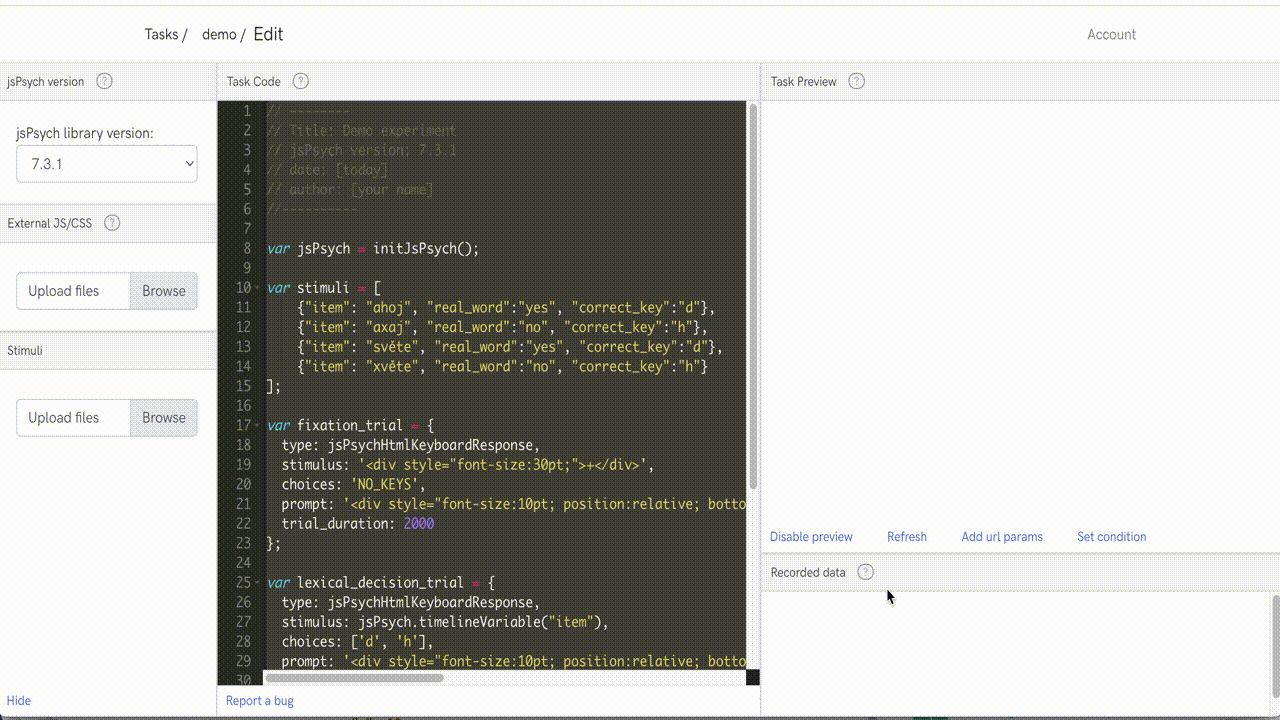 Tasks / demo / Edit
Account
jsPsych version ?
jsPsych library version:
7.3.1
External JS/CSS ?
Upload files Browse
Stimuli
Upload files Browse
Hide
Task Code ?
1 // --------
2 // Title: Demo experiment
3 // jsPsych version: 7.3.1
4 // date: [today]
5 // author: [your name]
6 //----------
7
8 var jsPsych = initJsPsych();
9
10 var stimuli = [
11 {"item": "ahoj", "real_word":"yes", "correct_key":"d"},
12 {"item": "axaj", "real_word":"no", "correct_key":"h"},
13 {"item": "světe", "real_word":"yes", "correct_key":"d"},
14 {"item": "xvěte", "real_word":"no", "correct_key":"h"}
15 ];
16
17 var fixation_trial = {
18 type: jsPsychHtmlKeyboardResponse,
19 stimulus: '<div style="font-size:30pt;">+</div>',
20 choices: 'NO_KEYS',
21 prompt: '<div style="font-size:10pt; position:relative; botto
22 trial_duration: 2000
23 };
24
25 var lexical_decision_trial = {
26 type: jsPsychHtmlKeyboardResponse,
27 stimulus: jsPsych.timelineVariable("item"),
28 choices: ['d', 'h'],
29 prompt: '<div style="font-size:10pt; position:relative; botto
30
Report a bug
Task Preview ?
Disable preview Refresh Add url params Set condition
Recorded data ?